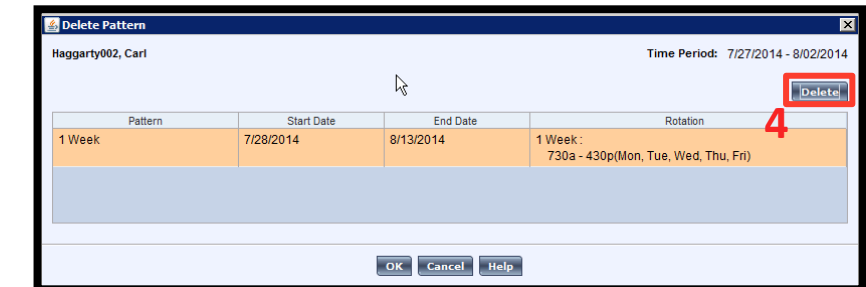 Delete Pattern
Haggarty002, Carl Time Period: 7/27/2014 - 8/02/2014
Delete
4
Pattern Start Date End Date Rotation
1 Week 7/28/2014 8/13/2014 1 Week :
730a - 430p(Mon, Tue, Wed, Thu, Fri)
OK Cancel Help